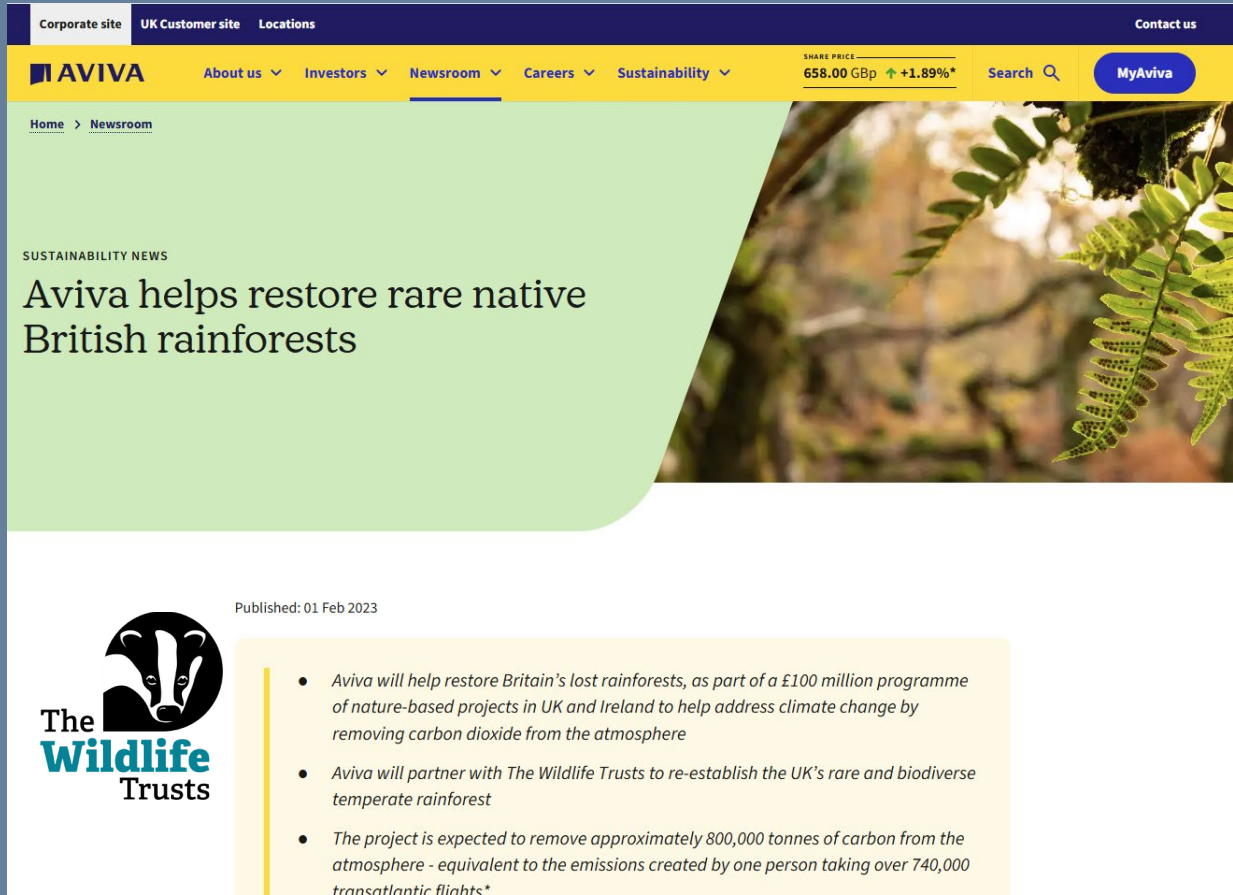 Corporate site UK Customer site Locations Contact us
AVIVA About us Investors Newsroom Careers Sustainability SHARE PRICE 658.00 GBp +1.89%* Search MyAviva
Home > Newsroom
SUSTAINABILITY NEWS
Aviva helps restore rare native
British rainforests
Published: 01 Feb 2023
The
Wildlife
Trusts
• Aviva will help restore Britain’s lost rainforests, as part of a £100 million programme
of nature-based projects in UK and Ireland to help address climate change by
removing carbon dioxide from the atmosphere
• Aviva will partner with The Wildlife Trusts to re-establish the UK’s rare and biodiverse
temperate rainforest
• The project is expected to remove approximately 800,000 tonnes of carbon from the
atmosphere - equivalent to the emissions created by one person taking over 740,000
transatlantic flights*